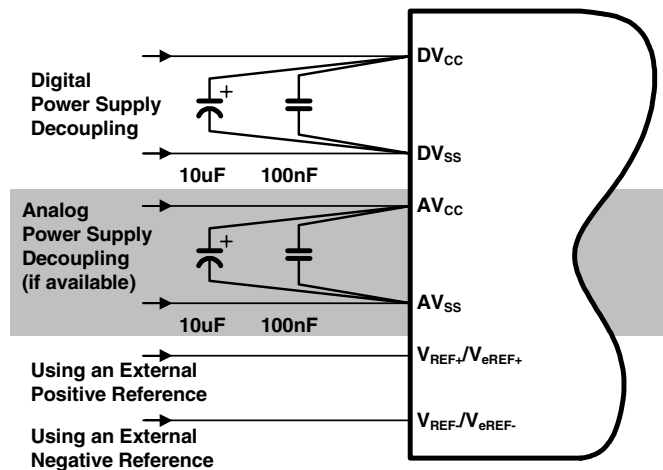 DVCC
Digital
Power Supply
Decoupling
+
DVSS
10uF 100nF
Analog
Power Supply
Decoupling
(if available)
AVCC
+
AVSS
10uF 100nF
VREF+/VeREF+
Using an External
Positive Reference
VREF-/VeREF-
Using an External
Negative Reference